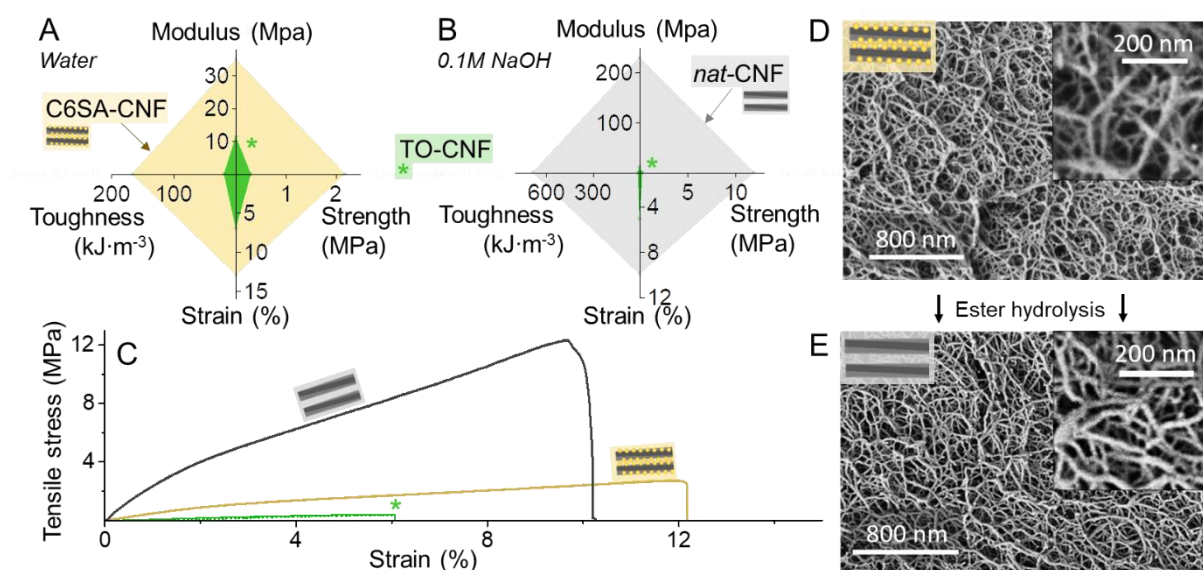 A
Modulus (Mpa)
Water
30
20
10
C6SA-CNF
*
200
100
1
2
Toughness
(kJ·m⁻³)
Strength
(MPa)
5
10
15
Strain (%)
TO-CNF
*
B
Modulus (MPa)
0.1M NaOH
200
100
nat-CNF
*
600
300
5
10
Toughness
(kJ·m⁻³)
Strength
(MPa)
4
8
12
Strain (%)
C
Tensile stress (MPa)
12
8
4
*
0
4
8
12
Strain (%)
D
200 nm
800 nm
Ester hydrolysis
E
200 nm
800 nm